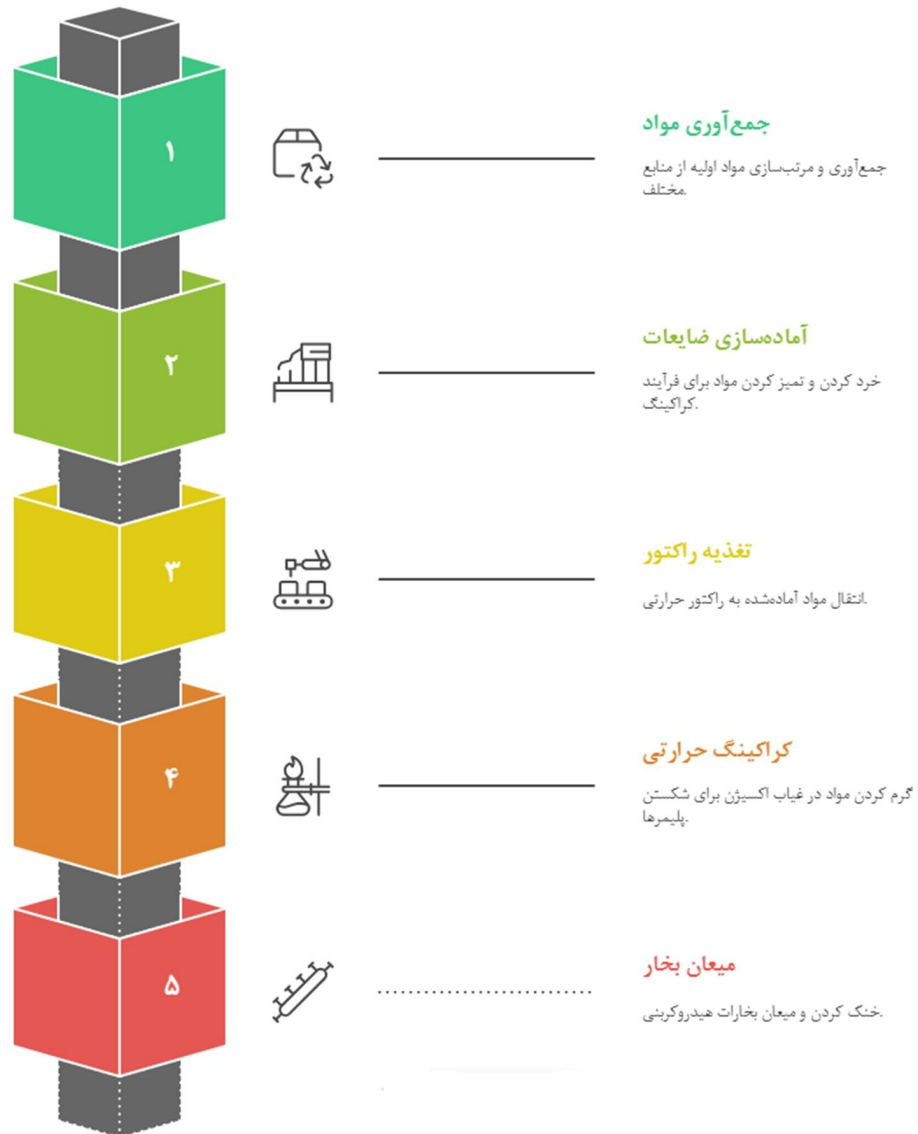 ۱
جمع‌آوری مواد
جمع‌آوری و مرتب‌سازی مواد اولیه از منابع
مختلف.
۲
آماده‌سازی ضایعات
خرد کردن و تمیز کردن مواد برای فرآیند
کراکینگ.
۳
تغذیه راکتور
انتقال مواد آماده‌شده به راکتور حرارتی.
۴
کراکینگ حرارتی
گرم کردن مواد در غیاب اکسیژن برای شکستن
پلیمرها.
۵
میعان بخار
خنک کردن و میعان بخارات هیدروکربنی.